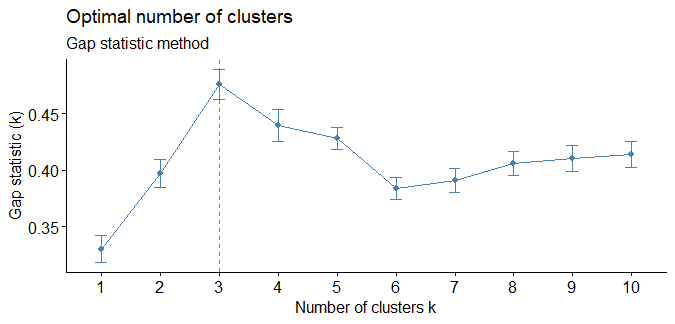 Optimal number of clusters
Gap statistic method
Gap statistic (k)
0.45
0.40
0.35
1 2 3 4 5 6 7 8 9 10
Number of clusters k